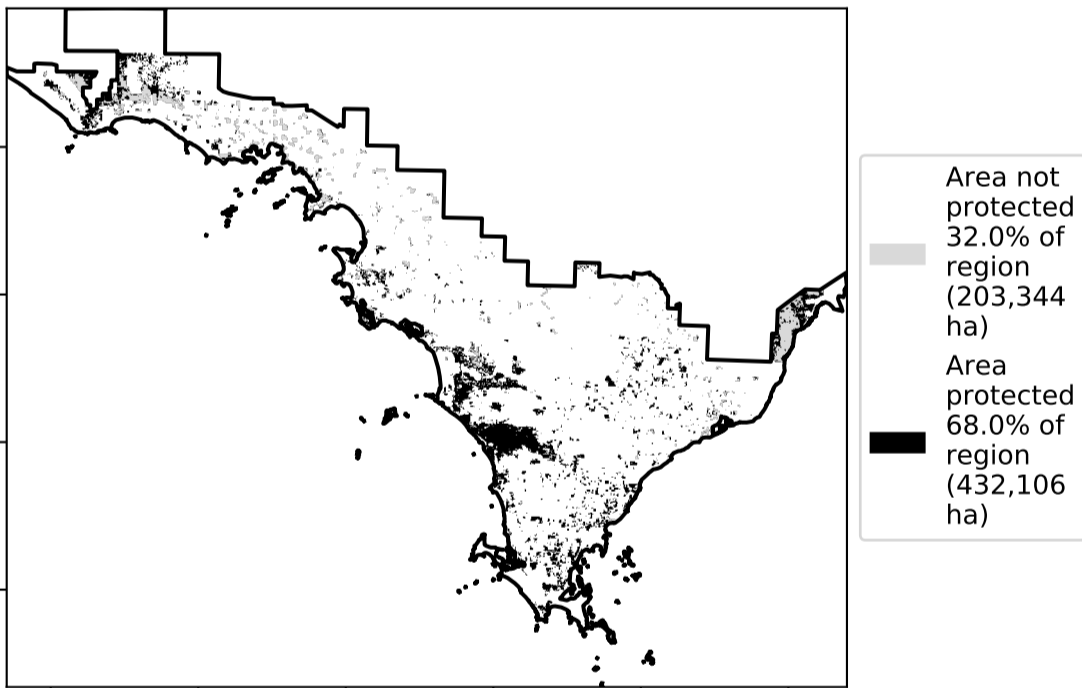 Area not
protected
32.0% of
region
(203,344
ha)
Area
protected
68.0% of
region
(432,106
ha)